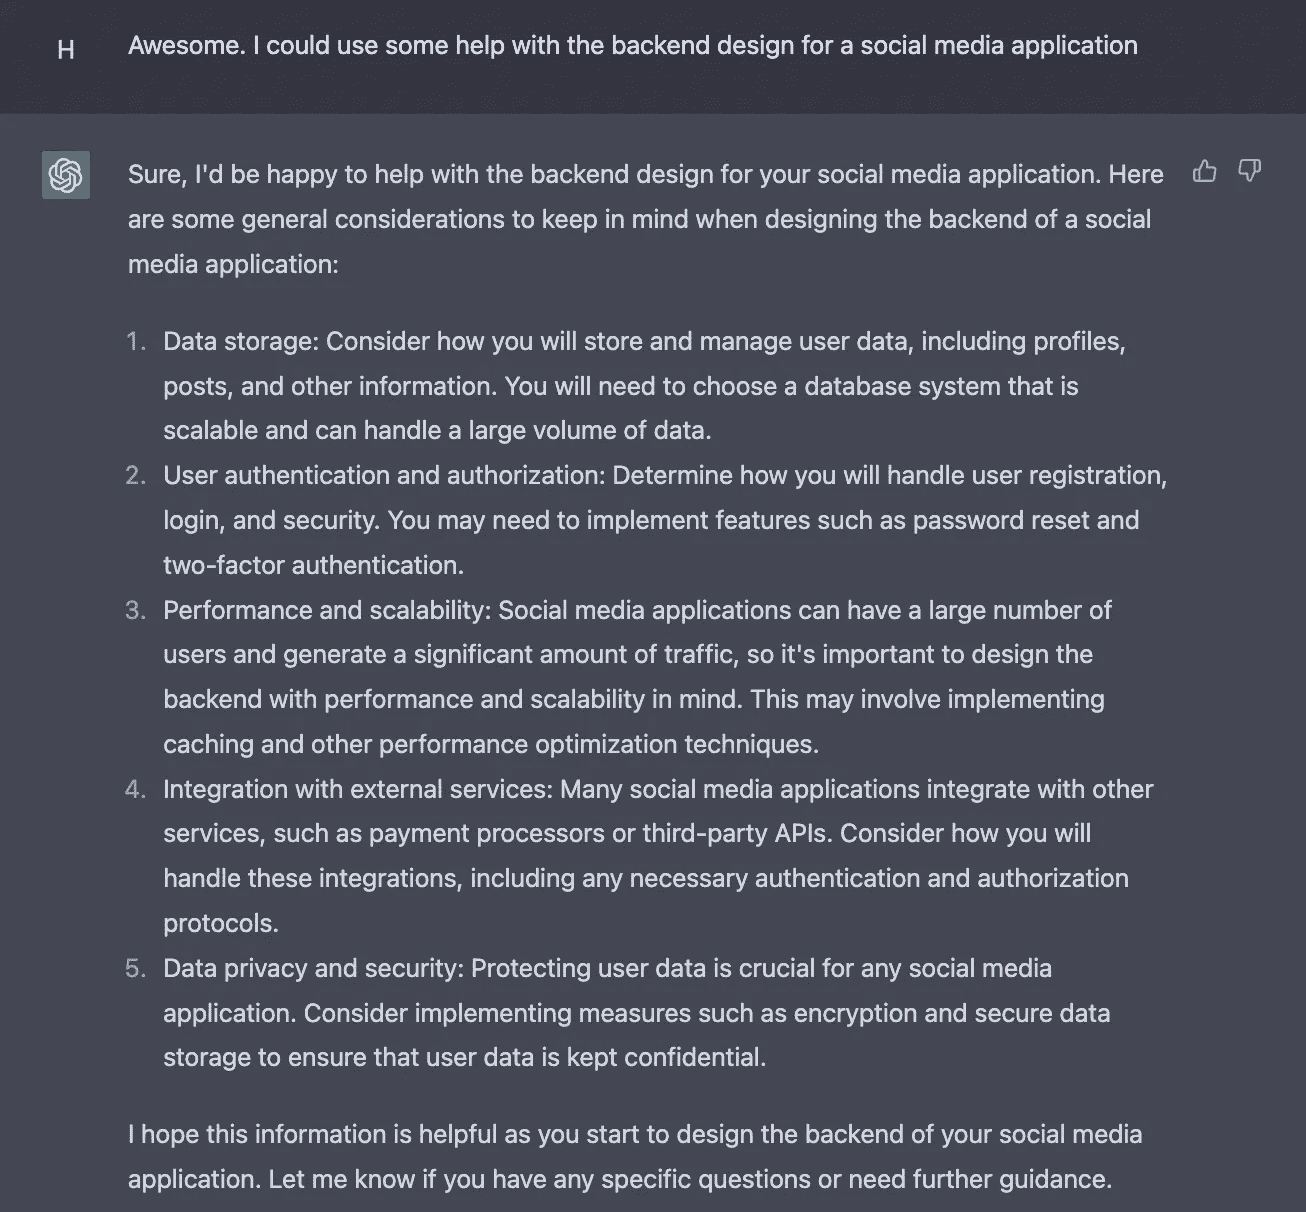 H
Awesome. I could use some help with the backend design for a social media application
Sure, I'd be happy to help with the backend design for your social media application. Here
are some general considerations to keep in mind when designing the backend of a social
media application:
1. Data storage: Consider how you will store and manage user data, including profiles,
posts, and other information. You will need to choose a database system that is
scalable and can handle a large volume of data.
2. User authentication and authorization: Determine how you will handle user registration,
login, and security. You may need to implement features such as password reset and
two-factor authentication.
3. Performance and scalability: Social media applications can have a large number of
users and generate a significant amount of traffic, so it's important to design the
backend with performance and scalability in mind. This may involve implementing
caching and other performance optimization techniques.
4. Integration with external services: Many social media applications integrate with other
services, such as payment processors or third-party APIs. Consider how you will
handle these integrations, including any necessary authentication and authorization
protocols.
5. Data privacy and security: Protecting user data is crucial for any social media
application. Consider implementing measures such as encryption and secure data
storage to ensure that user data is kept confidential.
I hope this information is helpful as you start to design the backend of your social media
application. Let me know if you have any specific questions or need further guidance.